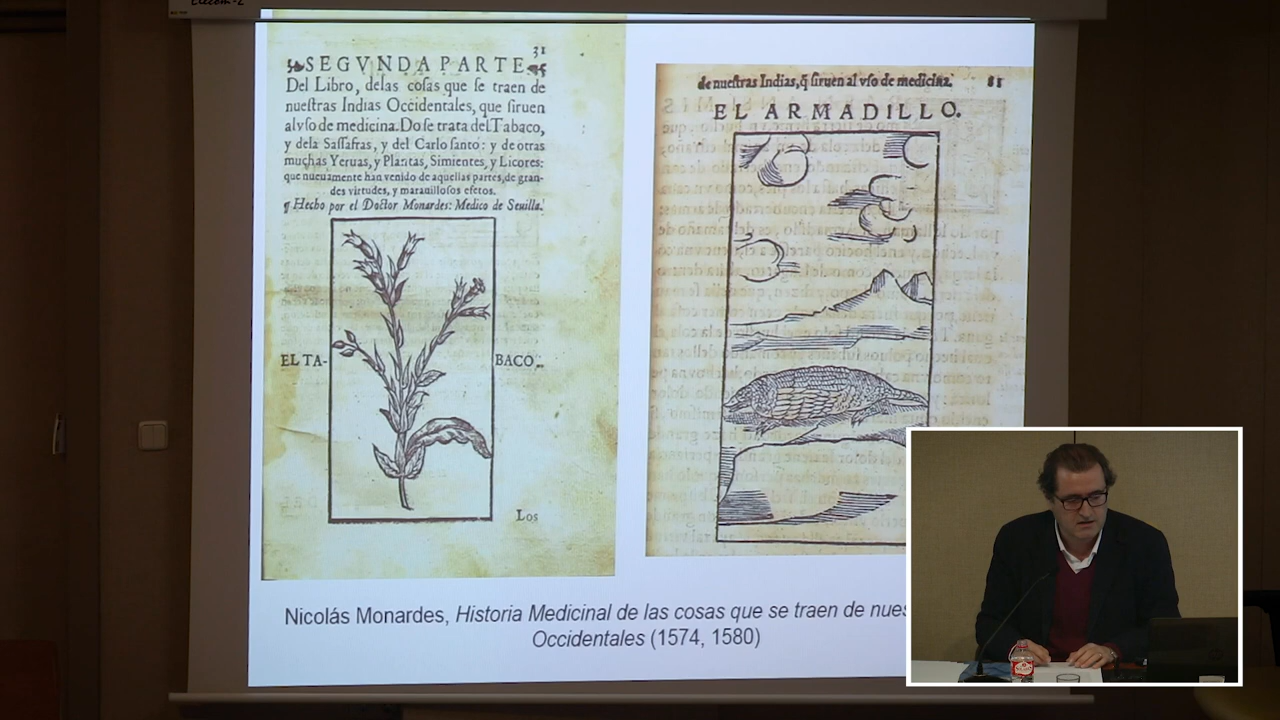 31
SEGVNDA PARTE
Del Libro, delas cosas que se traen de
nuestras Indias Occidentales, que siruen
al vso de medicina. Do se trata del Tabaco,
y dela Sassafras, y del Carlo santo: y de otras
muchas Yeruas, y Plantas, Simientes, y Licores:
que nueuamente han venido de aquellas partes, de gran-
des virtudes, y marauillosos efetos.
¶ Hecho por el Doctor Monardes: Medico de Seuilla.
EL TA-
BACO
Los
de nuestras Indias, q̃ siruen al vso de medicina. 81
EL ARMADILLO.
Nicolás Monardes, Historia Medicinal de las cosas que se traen de nues
Occidentales (1574, 1580)